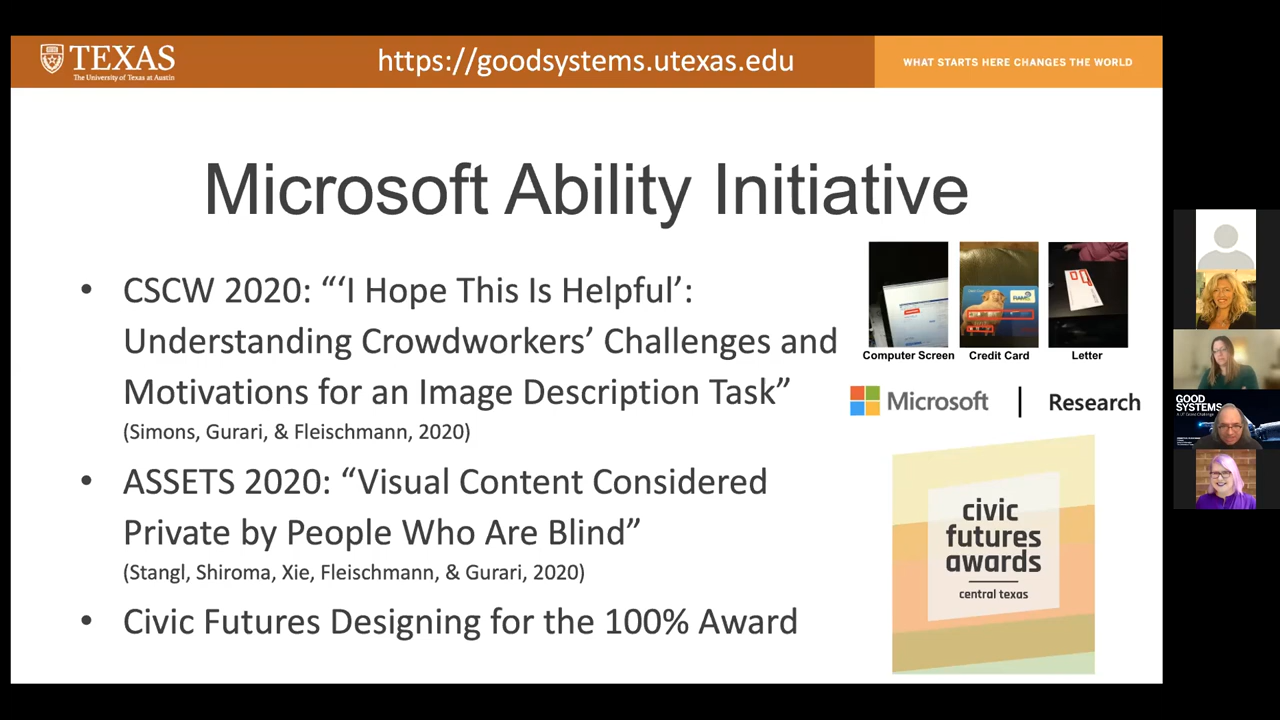 TEXAS
The University of Texas at Austin
https://goodsystems.utexas.edu
WHAT STARTS HERE CHANGES THE WORLD
Microsoft Ability Initiative
• CSCW 2020: “‘I Hope This Is Helpful’:
Understanding Crowdworkers’ Challenges and
Motivations for an Image Description Task”
(Simons, Gurari, & Fleischmann, 2020)
• ASSETS 2020: “Visual Content Considered
Private by People Who Are Blind”
(Stangl, Shiroma, Xie, Fleischmann, & Gurari, 2020)
• Civic Futures Designing for the 100% Award
Computer Screen
Credit Card
Letter
Microsoft | Research
civic
futures
awards
central texas
GOOD
SYSTEMS